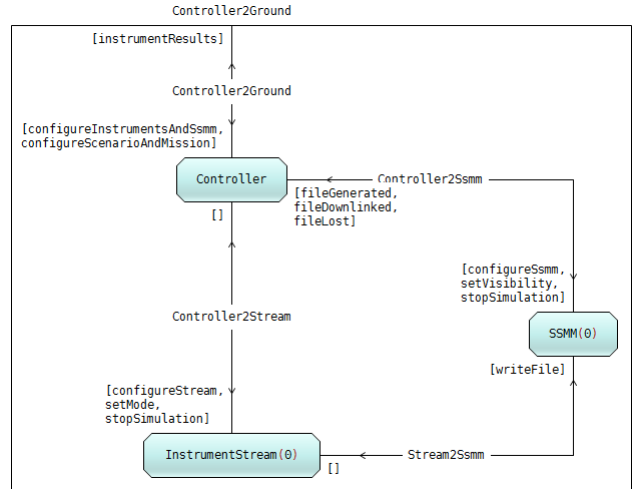 Controller2Ground
[instrumentResults]
Controller2Ground
[configureInstrumentsAndSsmm,
configureScenarioAndMission]
Controller
Controller2Ssmm
[fileGenerated,
fileDownlinked,
fileLost]
[]
[configureSsmm,
setVisibility,
stopSimulation]
Controller2Stream
SSMM(0)
[writeFile]
[configureStream,
setMode,
stopSimulation]
InstrumentStream(0)
Stream2Ssmm
[]